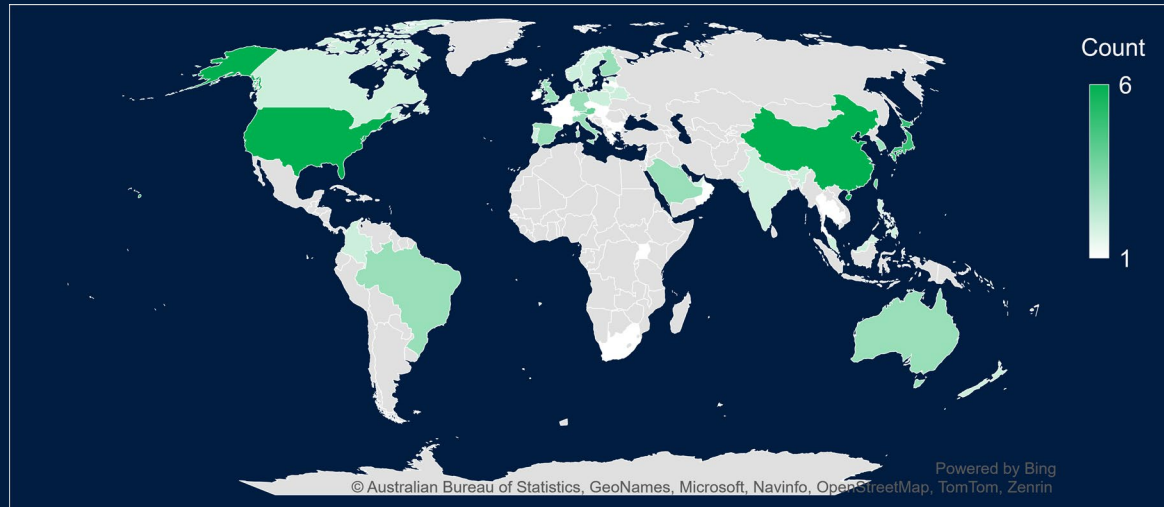 Count
6
1
Powered by Bing
© Australian Bureau of Statistics, GeoNames, Microsoft, Navinfo, OpenStreetMap, TomTom, Zenrin